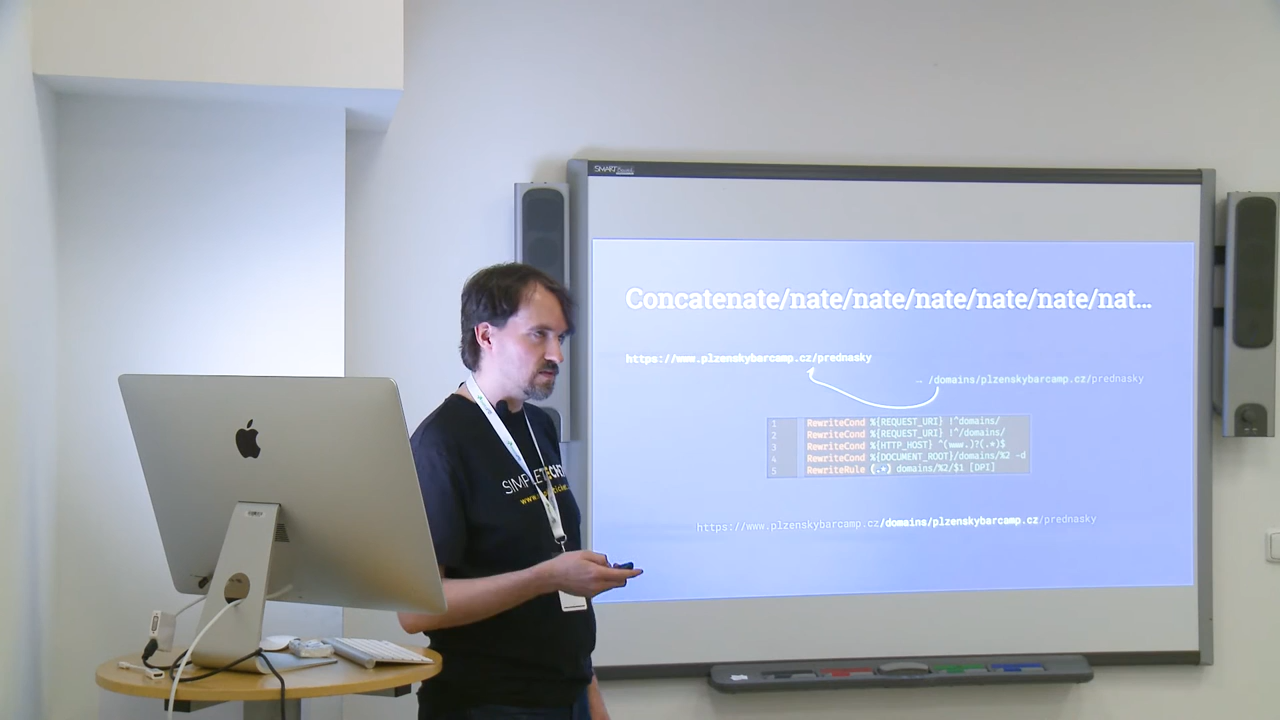 SMART
Concatenate/nate/nate/nate/nate/nate/nat...
https://www.plzenskybarcamp.cz/prednasky
→ /domains/plzenskybarcamp.cz/prednasky
1 RewriteCond %{REQUEST_URI} !^domains/
2 RewriteCond %{REQUEST_URI} !^/domains/
3 RewriteCond %{HTTP_HOST} ^(www.)?(.*)$
4 RewriteCond %{DOCUMENT_ROOT}/domains/%2 -d
5 RewriteRule (.*) domains/%2/$1 [DPI]
https://www.plzenskybarcamp.cz/domains/plzenskybarcamp.cz/prednasky